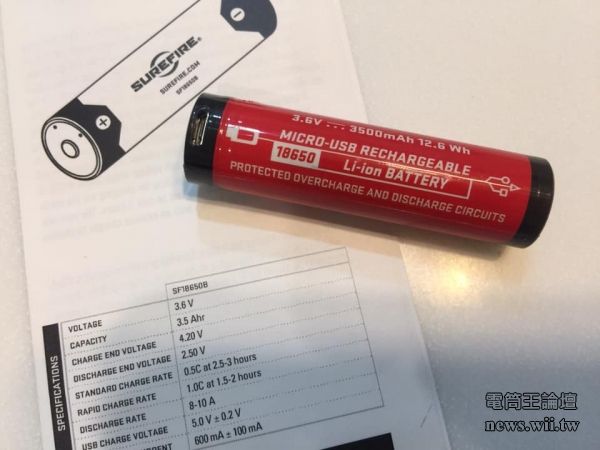 SUREFIRE®
SUREFIRE.COM
SF18650B
3.6V 3500mAh 12.6 Wh
MICRO-USB RECHARGEABLE
18650 Li-ion BATTERY
PROTECTED OVERCHARGE AND DISCHARGE CIRCUITS
SPECIFICATIONS
SF18650B
VOLTAGE 3.6 V
CAPACITY 3.5 Ahr
CHARGE END VOLTAGE 4.20 V
DISCHARGE END VOLTAGE 2.50 V
STANDARD CHARGE RATE 0.5C at 2.5-3 hours
RAPID CHARGE RATE 1.0C at 1.5-2 hours
DISCHARGE RATE 8-10 A
USB CHARGE VOLTAGE 5.0 V ± 0.2 V
600 mA ± 100 mA
電筒王論壇
news.wii.tw